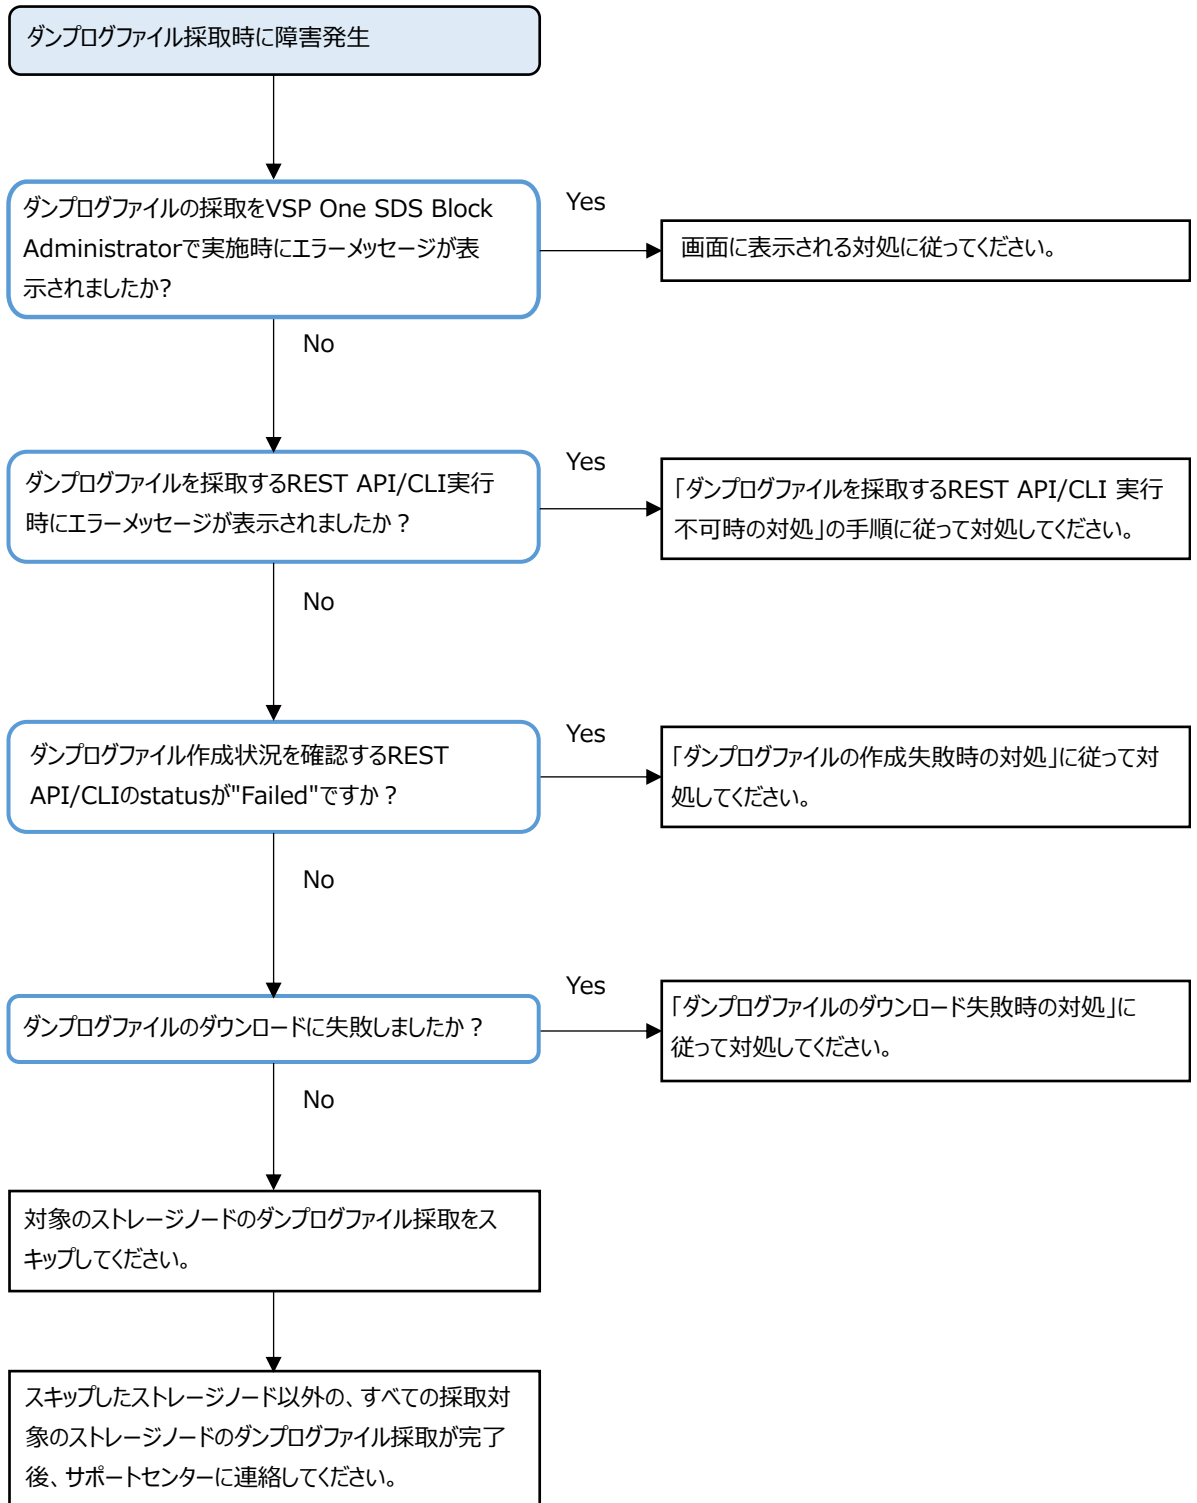 ダンプログファイル採取時に障害発生
ダンプログファイルの採取をVSP One SDS Block
Administratorで実施時にエラーメッセージが表
示されましたか?
Yes
画面に表示される対処に従ってください。
No
ダンプログファイルを採取するREST API/CLI実行
時にエラーメッセージが表示されましたか？
Yes
「ダンプログファイルを採取するREST API/CLI 実行
不可時の対処」の手順に従って対処してください。
No
ダンプログファイル作成状況を確認するREST
API/CLIのstatusが"Failed"ですか？
Yes
「ダンプログファイルの作成失敗時の対処」に従って対
処してください。
No
ダンプログファイルのダウンロードに失敗しましたか？
Yes
「ダンプログファイルのダウンロード失敗時の対処」に
従って対処してください。
No
対象のストレージノードのダンプログファイル採取をス
キップしてください。
スキップしたストレージノード以外の、すべての採取対
象のストレージノードのダンプログファイル採取が完了
後、サポートセンターに連絡してください。